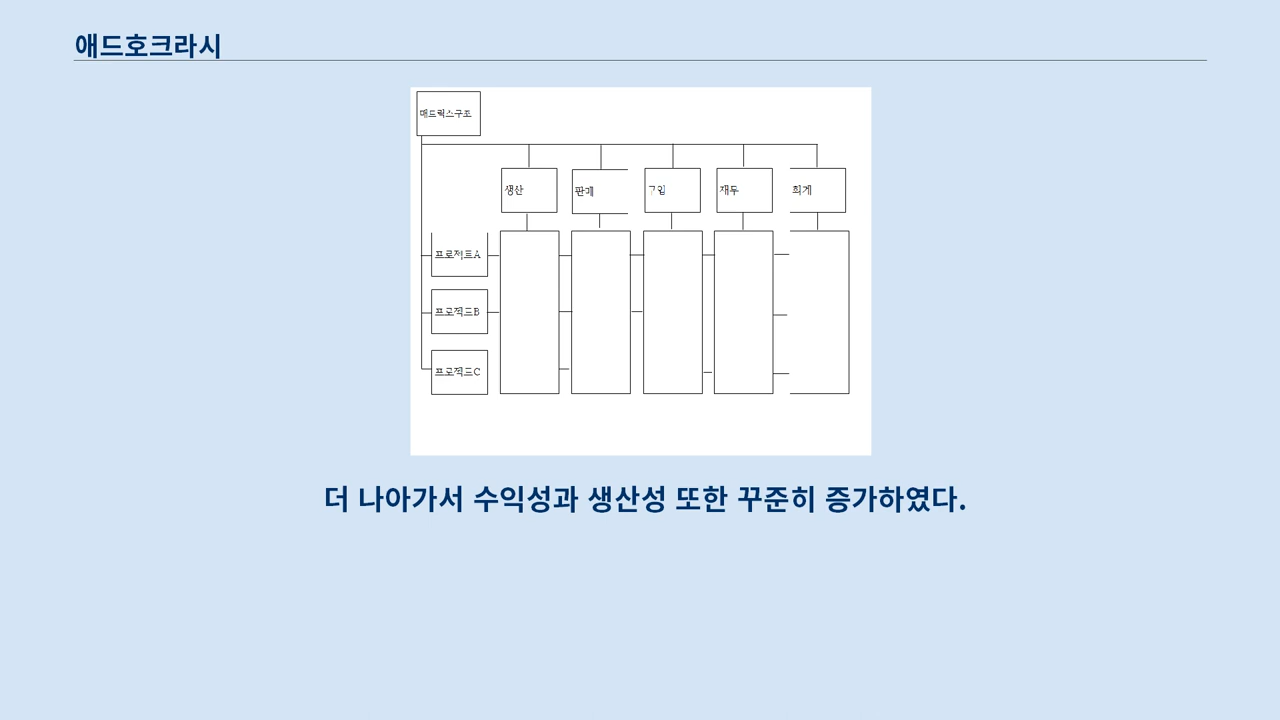 애드호크라시
매트릭스구조
생산
판매
구입
재무
회계
프로젝트A
프로젝트B
프로젝트C
더 나아가서 수익성과 생산성 또한 꾸준히 증가하였다.